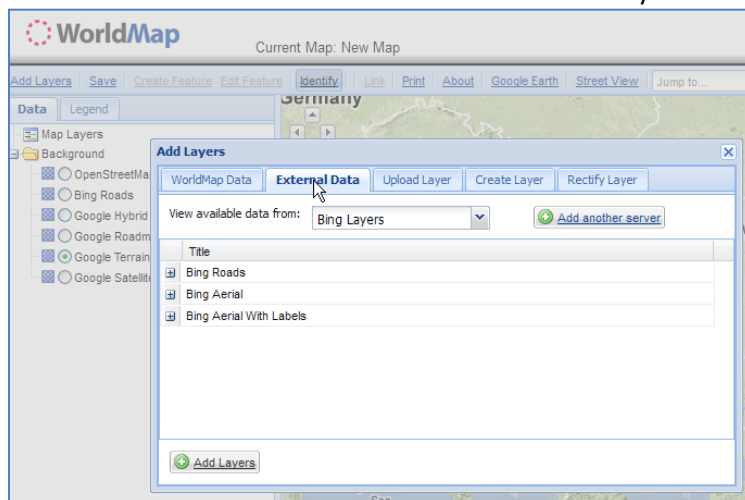 WorldMap
Current Map: New Map
Add Layers Save Create Feature Edit Feature Identify Link Print About Google Earth Street View Jump to...
Data Legend
Germany
Map Layers
Background
OpenStreetMa
Bing Roads
Google Hybrid
Google Roadm
Google Terrain
Google Satellite
Add Layers
WorldMap Data External Data Upload Layer Create Layer Rectify Layer
View available data from: Bing Layers Add another server
Title
Bing Roads
Bing Aerial
Bing Aerial With Labels
Add Layers